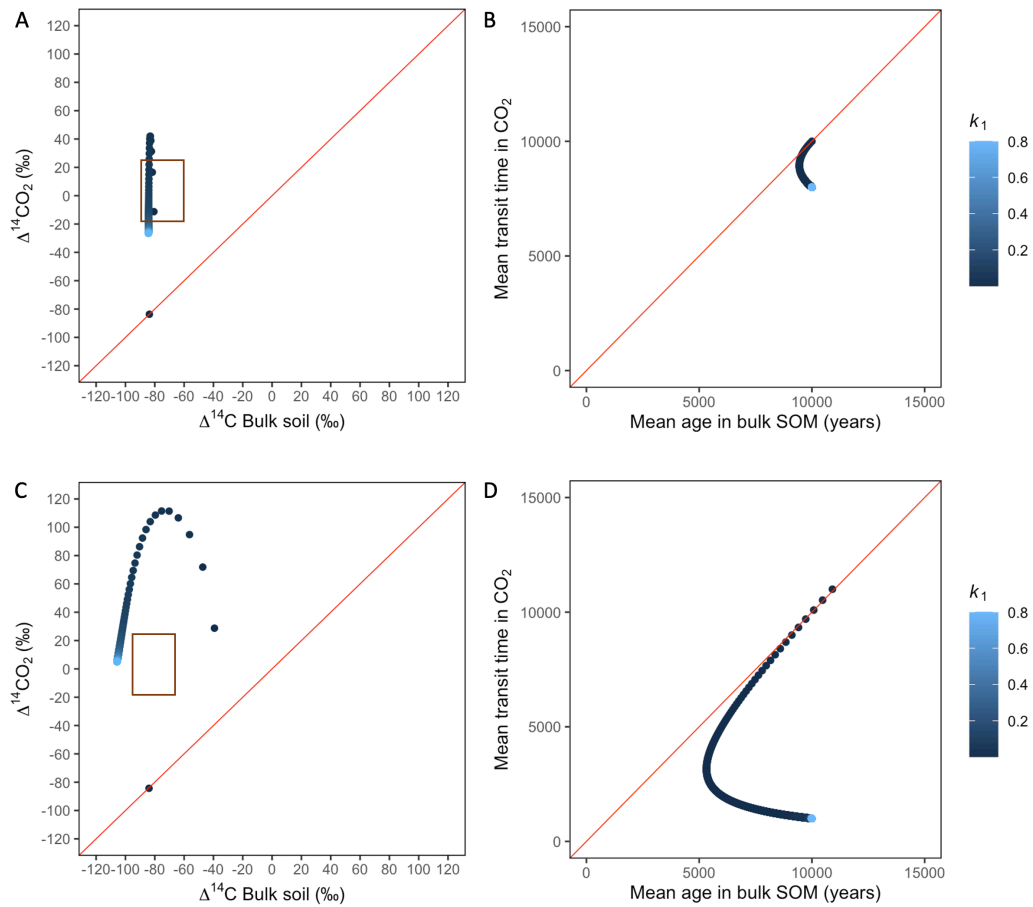 A
120
100
80
60
40
20
0
-20
-40
-60
-80
-100
-120
Δ14CO2 (‰)
-120 -100 -80 -60 -40 -20 0 20 40 60 80 100 120
Δ14C Bulk soil (‰)
B
15000
10000
5000
0
Mean transit time in CO2
0 5000 10000 15000
Mean age in bulk SOM (years)
k1
0.8
0.6
0.4
0.2
C
120
100
80
60
40
20
0
-20
-40
-60
-80
-100
-120
Δ14CO2 (‰)
-120 -100 -80 -60 -40 -20 0 20 40 60 80 100 120
Δ14C Bulk soil (‰)
D
15000
10000
5000
0
Mean transit time in CO2
0 5000 10000 15000
Mean age in bulk SOM (years)
k1
0.8
0.6
0.4
0.2